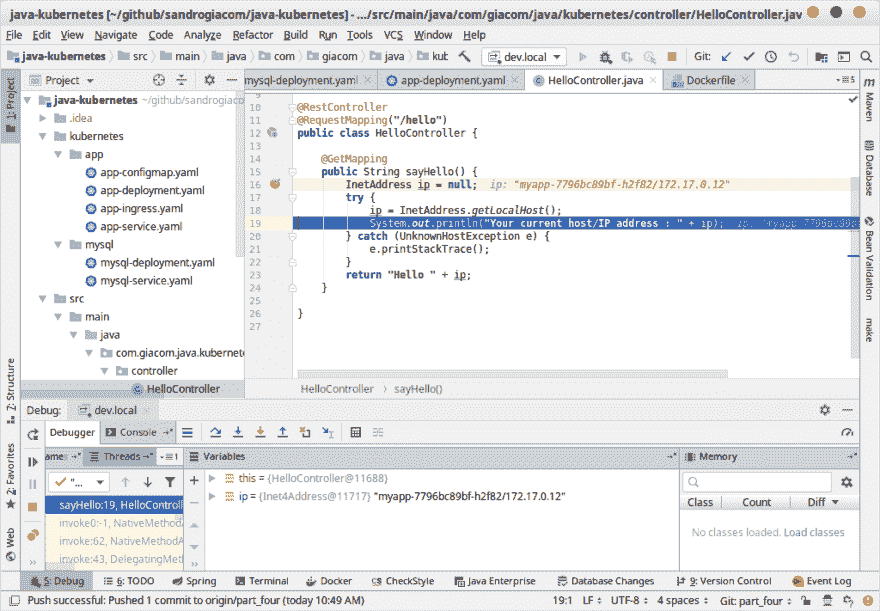 java-kubernetes [~/github/sandrogiacom/java-kubernetes] - .../src/main/java/com/giacom/java/kubernetes/controller/HelloController.jav
File Edit View Navigate Code Analyze Refactor Build Run Tools VCS Window Help
java-kubernetes src main java com giacom java kut dev.local Git:
Project mysql-deployment.yaml app-deployment.yaml HelloController.java Dockerfile
1: Project
java-kubernetes ~/github/sandrogiaco
.idea
kubernetes
app
app-configmap.yaml
app-deployment.yaml
app-ingress.yaml
app-service.yaml
mysql
mysql-deployment.yaml
mysql-service.yaml
src
main
java
com.giacom.java.kubernete
controller
HelloController
9
10 @RestController
11 @RequestMapping("/hello")
12 public class HelloController {
13
14 @GetMapping
15 public String sayHello() {
16 InetAddress ip = null; ip: "myapp-7796bc89bf-h2f82/172.17.0.12"
17 try {
18 ip = InetAddress.getLocalHost();
19 System.out.println("Your current host/IP address : " + ip); ip: "myapp-7796bc89
20 } catch (UnknownHostException e) {
21 e.printStackTrace();
22 }
23 return "Hello " + ip;
24 }
25
26 }
27
HelloController › sayHello()
Maven
Database
Bean Validation
make
Z: Structure
2: Favorites
Web
Debug: dev.local
Debugger Console
ames Threads 1 Variables Memory
"...
sayHello:19, HelloControll
invoke0:-1, NativeMethodA
invoke:62, NativeMethodA
invoke:43, DelegatingMet
this = {HelloController@11688}
ip = {Inet4Address@11717} "myapp-7796bc89bf-h2f82/172.17.0.12"
Class Count Diff
No classes loaded. Load classes
5: Debug 6: TODO Spring Terminal Docker CheckStyle Java Enterprise Database Changes 9: Version Control Event Log
Push successful: Pushed 1 commit to origin/part_four (today 10:49 AM) 19:1 LF UTF-8 4 spaces Git: part_four